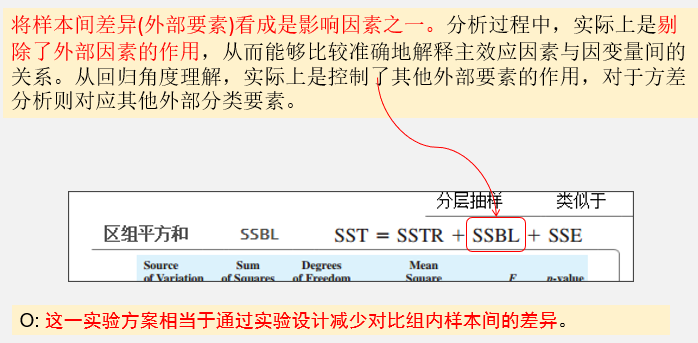 将样本间差异(外部要素)看成是影响因素之一。分析过程中，实际上是剔
除了外部因素的作用，从而能够比较准确地解释主效应因素与因变量间的
关系。从回归角度理解，实际上是控制了其他外部要素的作用，对于方差
分析则对应其他外部分类要素。
分层抽样 类似于
区组平方和 SSBL SST = SSTR + SSBL + SSE
Source Sum Degrees Mean
of Variation of Squares of Freedom Square F p-value
O: 这一实验方案相当于通过实验设计减少对比组内样本间的差异。